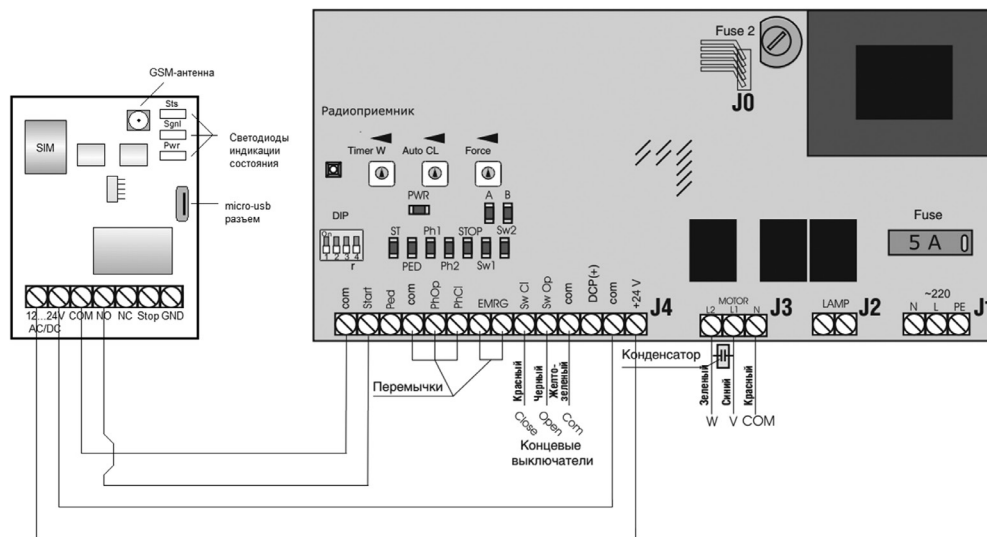 GSM-антенна
Sts
Sgnl
Pwr
SIM
Светодиоды
индикации
состояния
micro-usb
разъем
12...24V
AC/DC
COM
NO
NC
Stop
GND
Fuse 2
J0
Радиоприемник
Timer W
Auto CL
Force
PWR
A
B
DIP
On
1 2 3 4
r
ST
Ph1
STOP
Sw2
PED
Ph2
Sw1
Fuse
5 A
com
Start
Ped
com
PhOp
PhCl
EMRG
Sw Cl
Sw Op
com
DCP(+)
com
+24 V
J4
MOTOR
L2
L1
N
J3
LAMP
J2
~220
N
L
PE
J1
Перемычки
Красный
Черный
Желто-
зеленый
Close
Open
Com
Концевые
выключатели
Конденсатор
Зеленый
Синий
Красный
W
V
COM